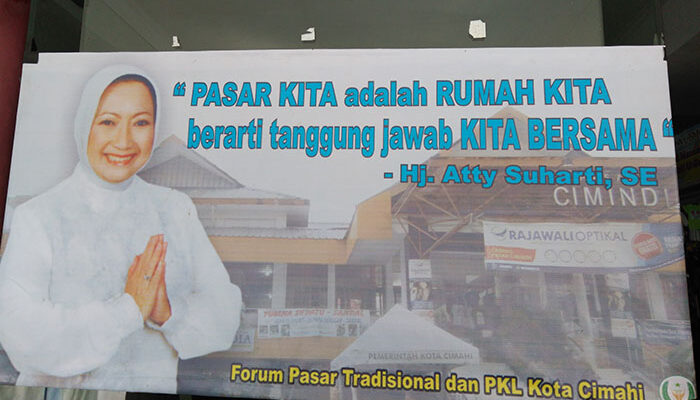 “ PASAR KITA adalah RUMAH KITA
berarti tanggung jawab KITA BERSAMA “
- Hj. Atty Suharti, SE
CIMINDI
RAJAWALI OPTIKAL
PEMERINTAH KOTA CIMAHI
Forum Pasar Tradisional dan PKL Kota Cimahi